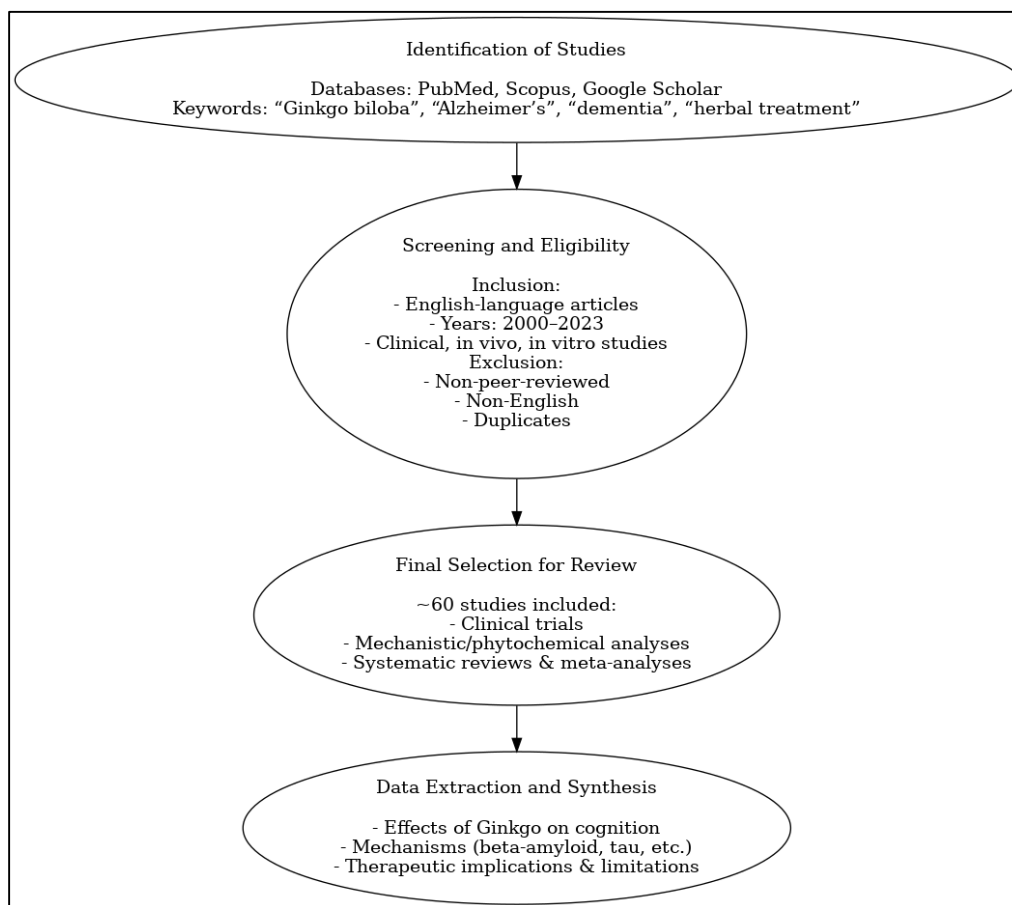 Identification of Studies
Databases: PubMed, Scopus, Google Scholar
Keywords: “Ginkgo biloba”, “Alzheimer’s”, “dementia”, “herbal treatment”
Screening and Eligibility
Inclusion:
- English-language articles
- Years: 2000–2023
- Clinical, in vivo, in vitro studies
Exclusion:
- Non-peer-reviewed
- Non-English
- Duplicates
Final Selection for Review
~60 studies included:
- Clinical trials
- Mechanistic/phytochemical analyses
- Systematic reviews & meta-analyses
Data Extraction and Synthesis
- Effects of Ginkgo on cognition
- Mechanisms (beta-amyloid, tau, etc.)
- Therapeutic implications & limitations